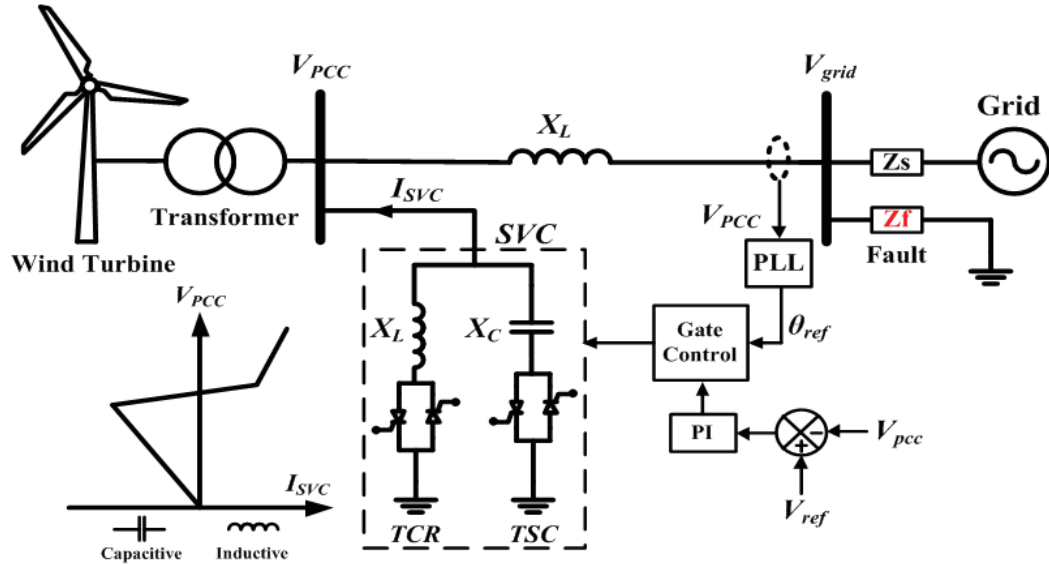 V_PCC
V_grid
Grid
X_L
Zs
I_SVC
Transformer
V_PCC
Zf
SVC
Fault
Wind Turbine
PLL
V_PCC
X_L
X_C
Gate
Control
θ_ref
PI
V_pcc
I_SVC
V_ref
Capacitive
Inductive
TCR
TSC